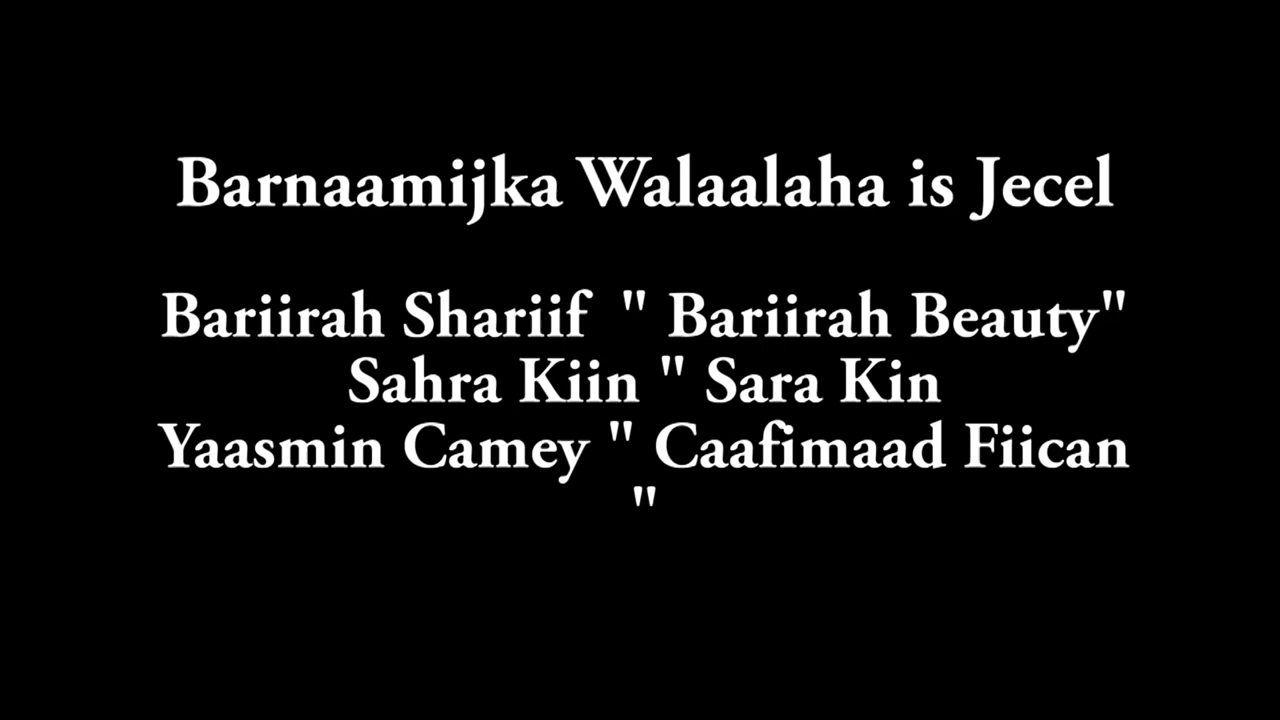 Barnaamijka Walaalaha is Jecel
Bariirah Shariif " Bariirah Beauty"
Sahra Kiin " Sara Kin
Yaasmin Camey " Caafimaad Fiican
"